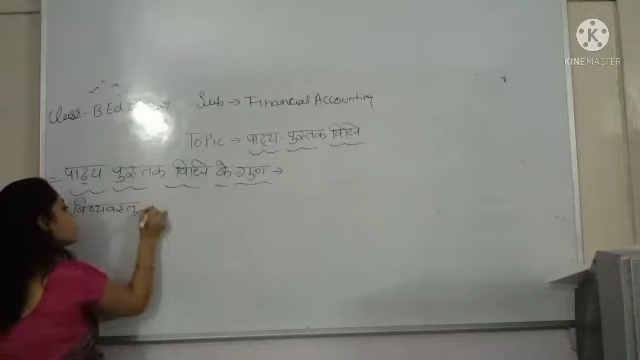 Class - B.Ed I Sub → Financial Accounting
Topic → पाठ्य - पुस्तक विधि
= पाठ्य पुस्तक विधि के गुण →
विषयवस्तु
K
KINEMASTER